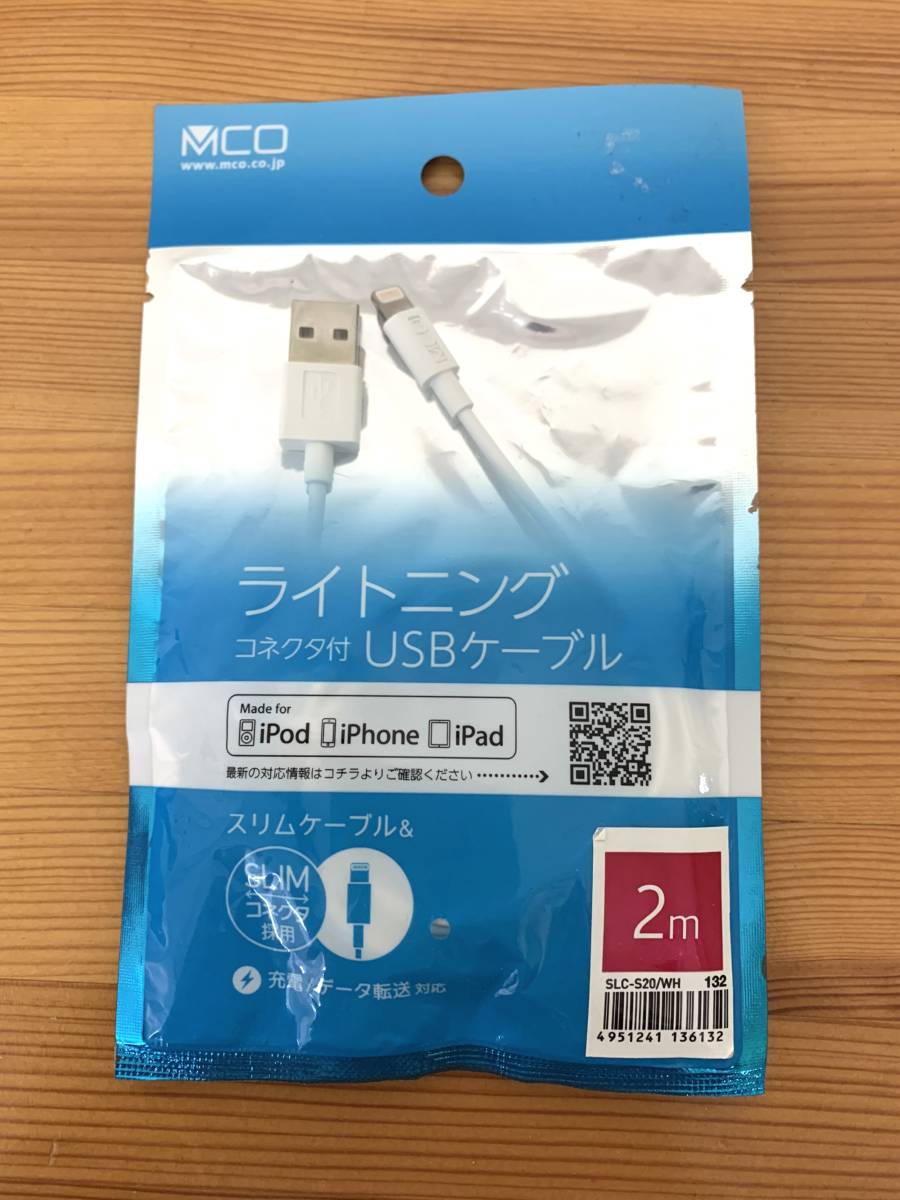 MCO
www.mco.co.jp
ライトニング
コネクタ付 USBケーブル
Made for
iPod iPhone iPad
最新の対応情報はコチラよりご確認ください
スリムケーブル&
SLIM
コネクタ
採用
充電/データ転送 対応
2m
SLC-S20/WH 132
4951241 136132